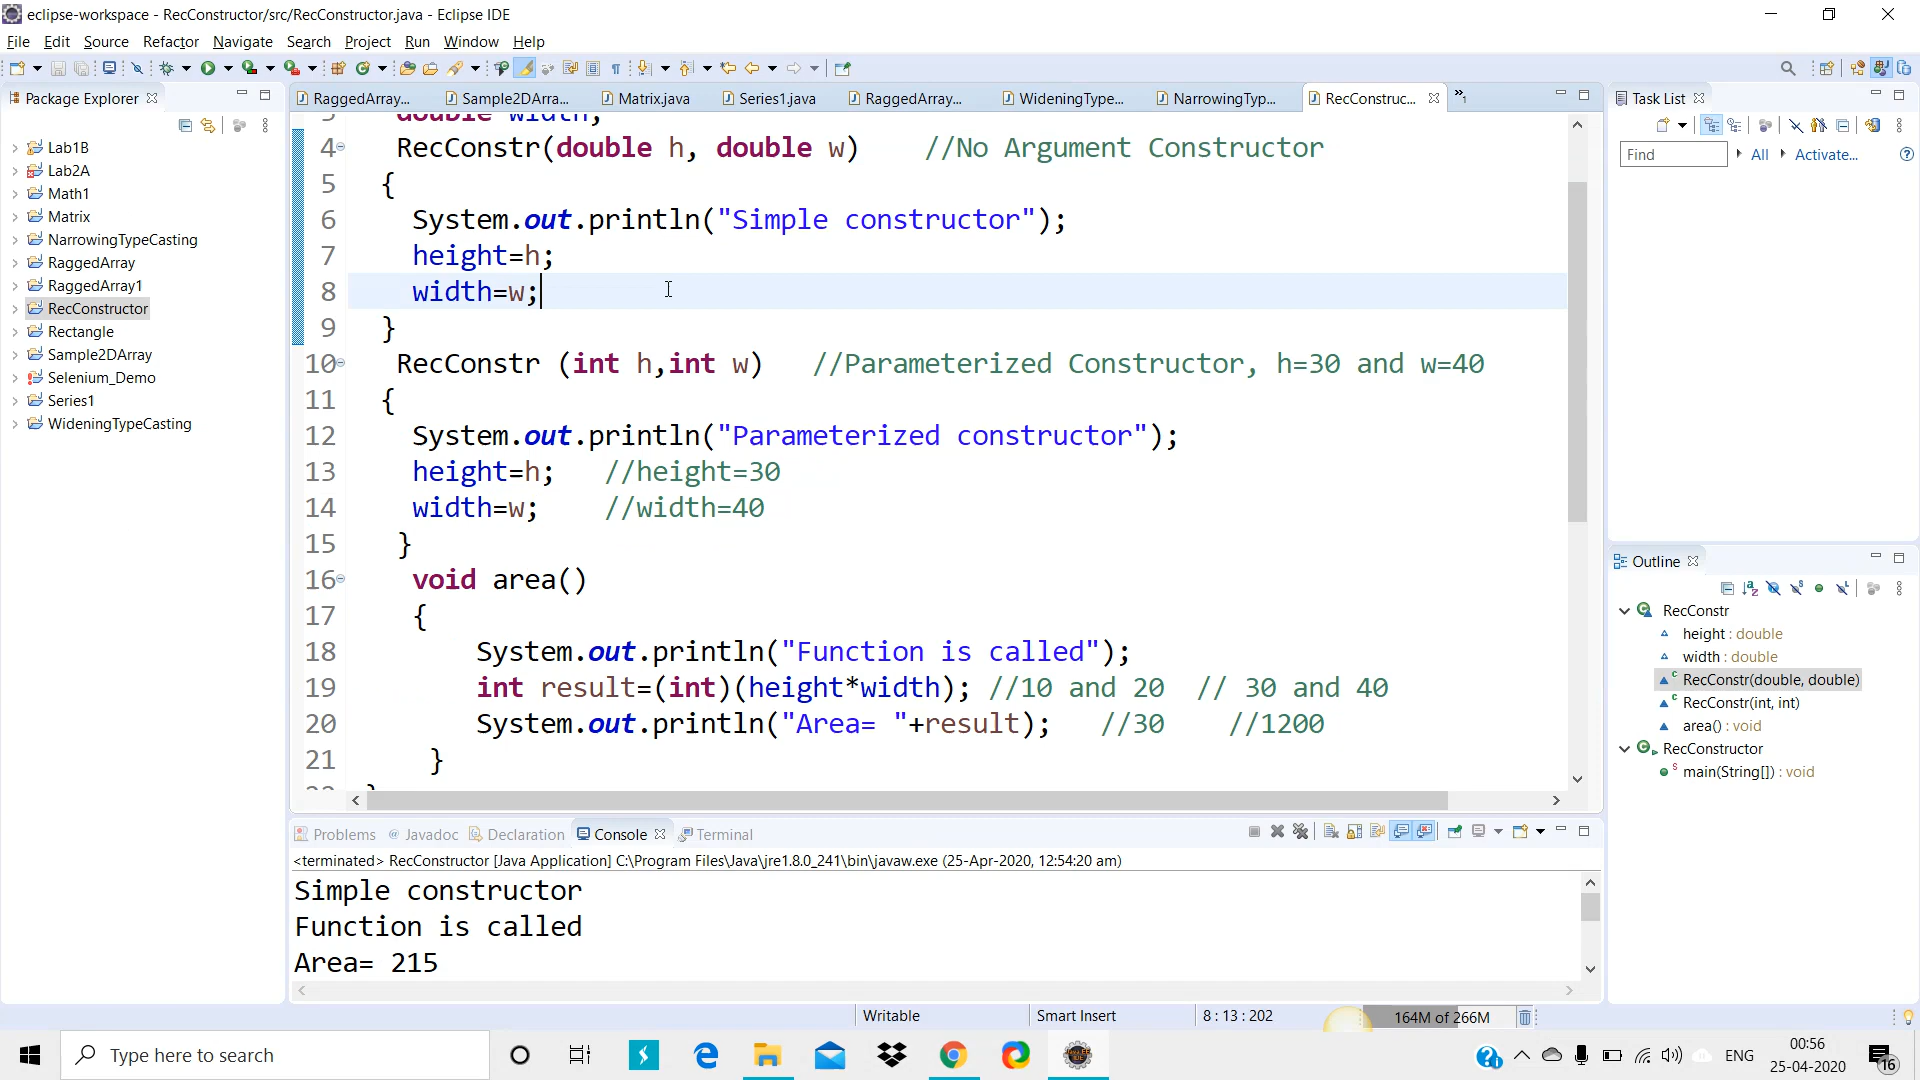 eclipse-workspace - RecConstructor/src/RecConstructor.java - Eclipse IDE
File Edit Source Refactor Navigate Search Project Run Window Help
Package Explorer
RaggedArray... Sample2DArra... Matrix.java Series1.java RaggedArray... WideningType... NarrowingTyp... RecConstruc... »1
Task List
Find All Activate...
Lab1B
Lab2A
Math1
Matrix
NarrowingTypeCasting
RaggedArray
RaggedArray1
RecConstructor
Rectangle
Sample2DArray
Selenium_Demo
Series1
WideningTypeCasting
3 double width;
4 RecConstr(double h, double w) //No Argument Constructor
5 {
6 System.out.println("Simple constructor");
7 height=h;
8 width=w;
9 }
10 RecConstr (int h,int w) //Parameterized Constructor, h=30 and w=40
11 {
12 System.out.println("Parameterized constructor");
13 height=h; //height=30
14 width=w; //width=40
15 }
16 void area()
17 {
18 System.out.println("Function is called");
19 int result=(int)(height*width); //10 and 20 // 30 and 40
20 System.out.println("Area= "+result); //30 //1200
21 }
Outline
RecConstr
height : double
width : double
RecConstr(double, double)
RecConstr(int, int)
area() : void
RecConstructor
main(String[]) : void
Problems @ Javadoc Declaration Console Terminal
<terminated> RecConstructor [Java Application] C:\Program Files\Java\jre1.8.0_241\bin\javaw.exe (25-Apr-2020, 12:54:20 am)
Simple constructor
Function is called
Area= 215
Writable Smart Insert 8 : 13 : 202 164M of 266M
Type here to search
ENG
00:56
25-04-2020
16